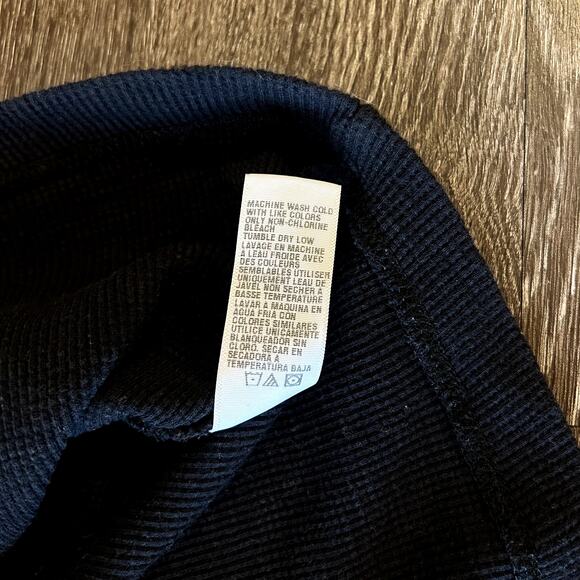 MACHINE WASH COLD
WITH LIKE COLORS
ONLY NON-CHLORINE
BLEACH
TUMBLE DRY LOW
LAVAGE EN MACHINE
A LEAU FROIDE AVEC
DES COULEURS
SEMBLABLES UTILISER
UNIQUEMENT LEAU DE
JAVEL NON SECHER A
BASSE TEMPERATURE
LAVAR A MAQUINA EN
AGUA FRIA CON
COLORES SIMILARES
UTILICE UNICAMENTE
BLANQUEADOR SIN
CLORO. SECAR EN
SECADORA A
TEMPERATURA BAJA